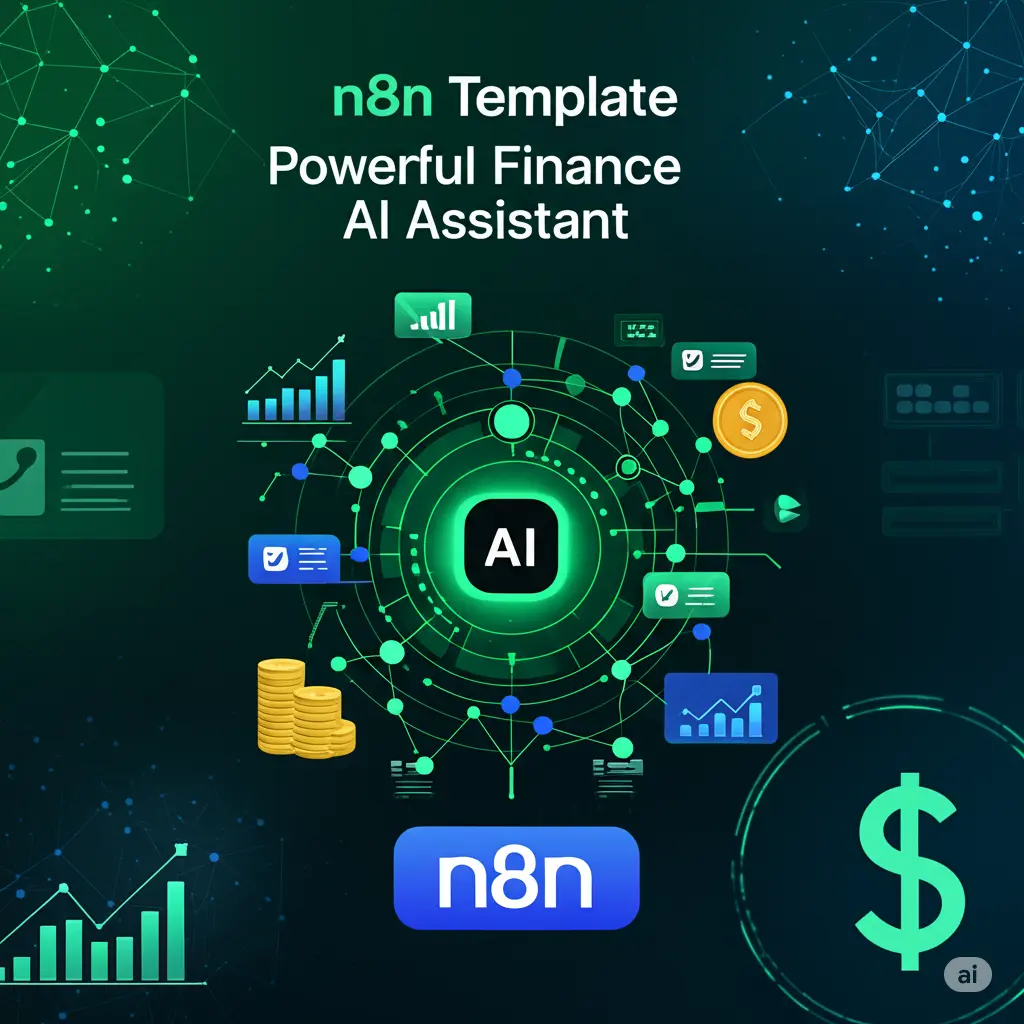 n8n Template
Powerful Finance
AI Assistant
$
AI
n8n
$
ai